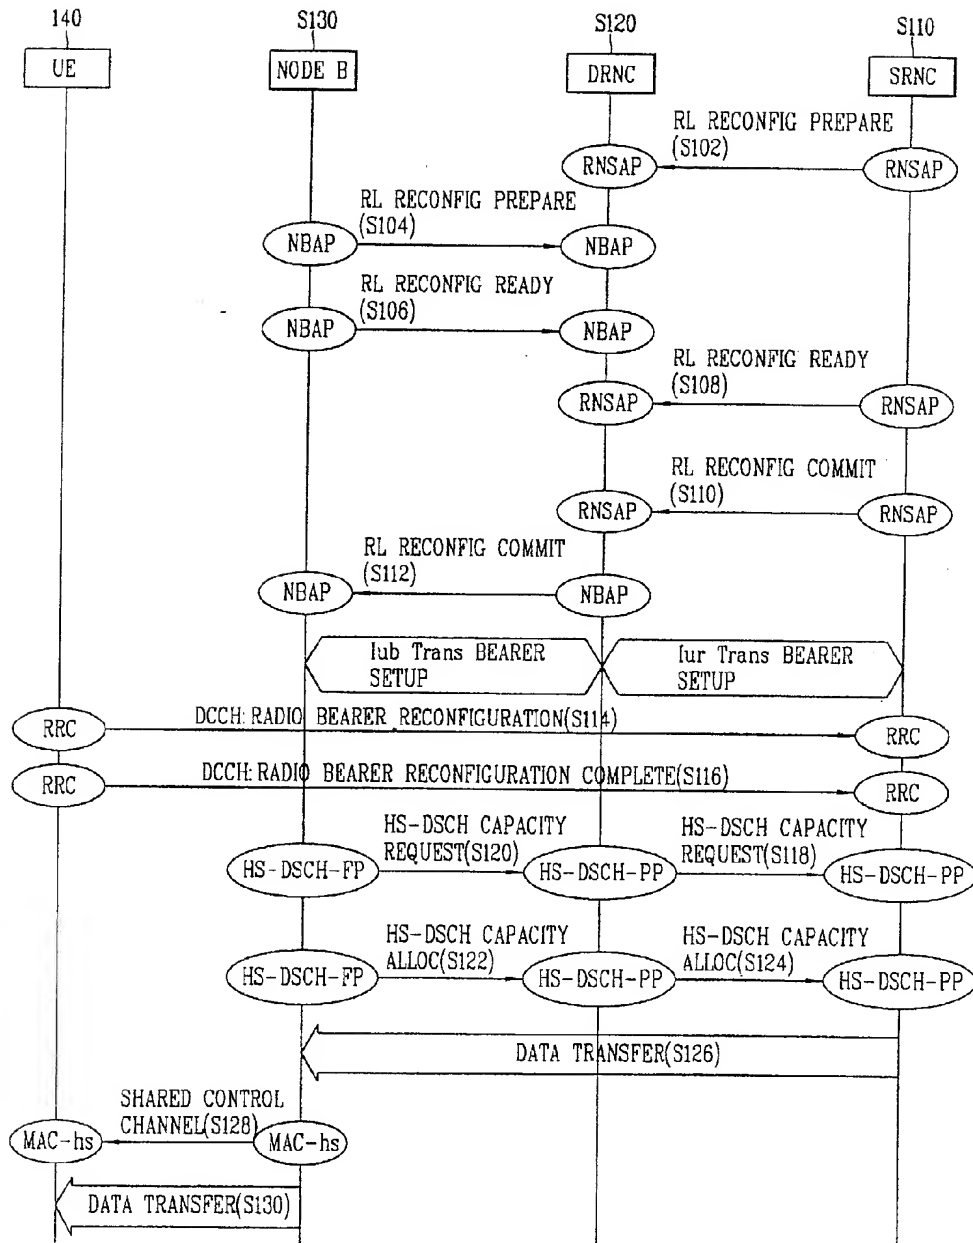 140
S130
S120
S110
UE
NODE B
DRNC
SRNC
RL RECONFIG PREPARE
(S102)
RNSAP
RNSAP
RL RECONFIG PREPARE
(S104)
NBAP
NBAP
RL RECONFIG READY
(S106)
NBAP
NBAP
RL RECONFIG READY
(S108)
RNSAP
RNSAP
RL RECONFIG COMMIT
(S110)
RNSAP
RNSAP
RL RECONFIG COMMIT
(S112)
NBAP
NBAP
Iub Trans BEARER
SETUP
Iur Trans BEARER
SETUP
RRC
DCCH:RADIO BEARER RECONFIGURATION(S114)
RRC
RRC
DCCH:RADIO BEARER RECONFIGURATION COMPLETE(S116)
RRC
HS-DSCH CAPACITY
REQUEST(S120)
HS-DSCH CAPACITY
REQUEST(S118)
HS-DSCH-FP
HS-DSCH-PP
HS-DSCH-PP
HS-DSCH CAPACITY
ALLOC(S122)
HS-DSCH CAPACITY
ALLOC(S124)
HS-DSCH-FP
HS-DSCH-PP
HS-DSCH-PP
DATA TRANSFER(S126)
SHARED CONTROL
CHANNEL(S128)
MAC-hs
MAC-hs
DATA TRANSFER(S130)